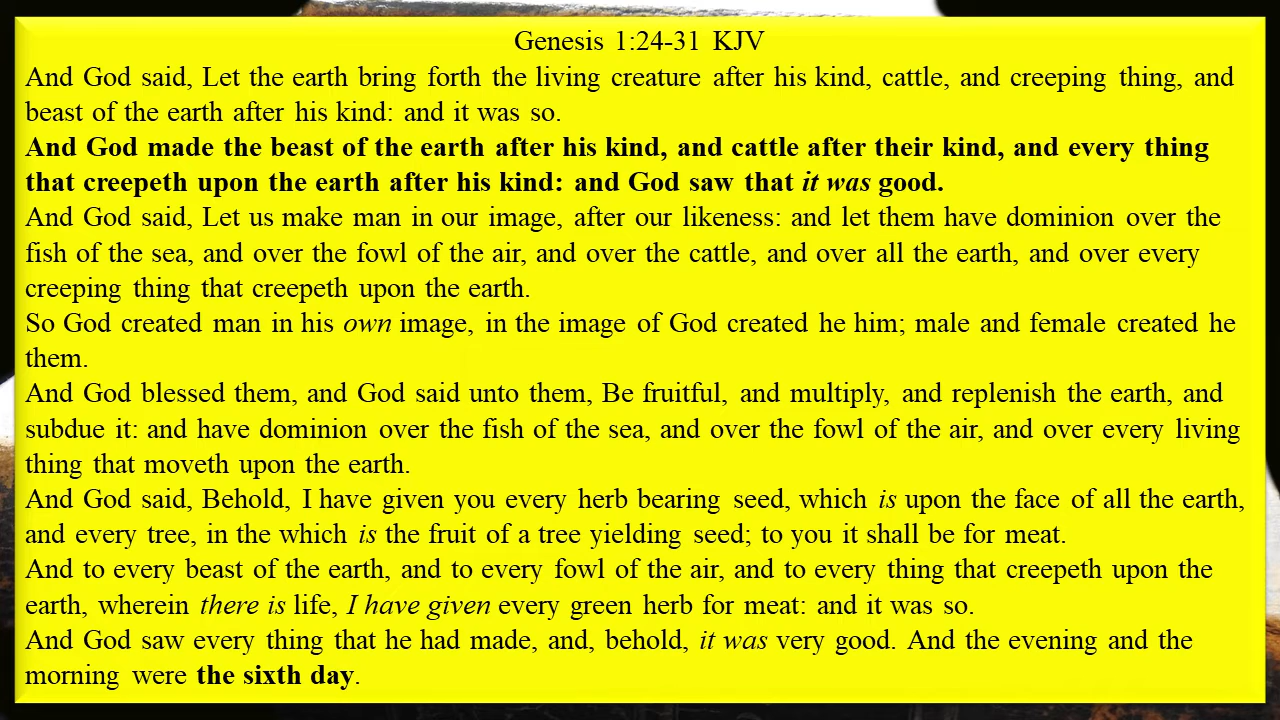 Genesis 1:24-31 KJV
And God said, Let the earth bring forth the living creature after his kind, cattle, and creeping thing, and
beast of the earth after his kind: and it was so.
And God made the beast of the earth after his kind, and cattle after their kind, and every thing
that creepeth upon the earth after his kind: and God saw that it was good.
And God said, Let us make man in our image, after our likeness: and let them have dominion over the
fish of the sea, and over the fowl of the air, and over the cattle, and over all the earth, and over every
creeping thing that creepeth upon the earth.
So God created man in his own image, in the image of God created he him; male and female created he
them.
And God blessed them, and God said unto them, Be fruitful, and multiply, and replenish the earth, and
subdue it: and have dominion over the fish of the sea, and over the fowl of the air, and over every living
thing that moveth upon the earth.
And God said, Behold, I have given you every herb bearing seed, which is upon the face of all the earth,
and every tree, in the which is the fruit of a tree yielding seed; to you it shall be for meat.
And to every beast of the earth, and to every fowl of the air, and to every thing that creepeth upon the
earth, wherein there is life, I have given every green herb for meat: and it was so.
And God saw every thing that he had made, and, behold, it was very good. And the evening and the
morning were the sixth day.